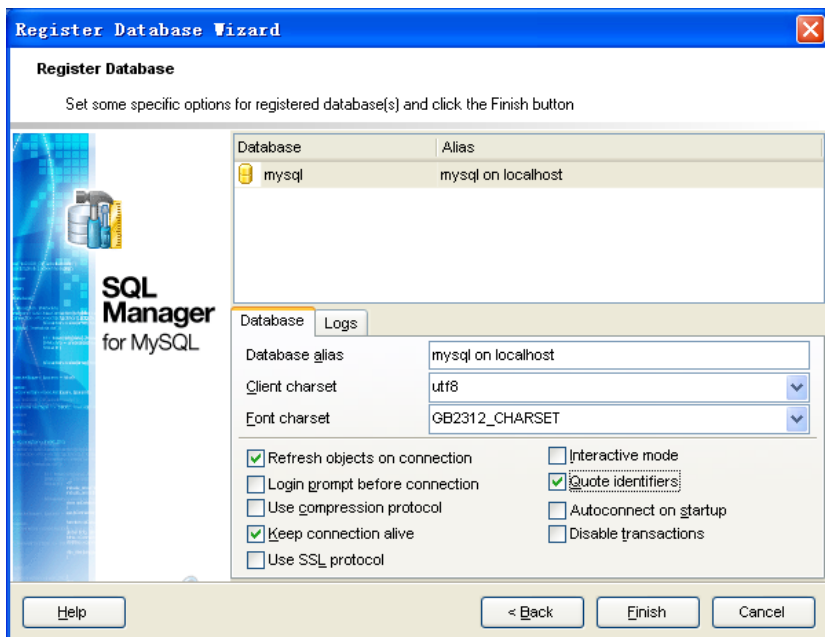 Register Database Wizard
Register Database
Set some specific options for registered database(s) and click the Finish button
Database Alias
mysql mysql on localhost
SQL
Manager
for MySQL
Database Logs
Database alias mysql on localhost
Client charset utf8
Font charset GB2312_CHARSET
Refresh objects on connection Interactive mode
Login prompt before connection Quote identifiers
Use compression protocol Autoconnect on startup
Keep connection alive Disable transactions
Use SSL protocol
Help < Back Finish Cancel